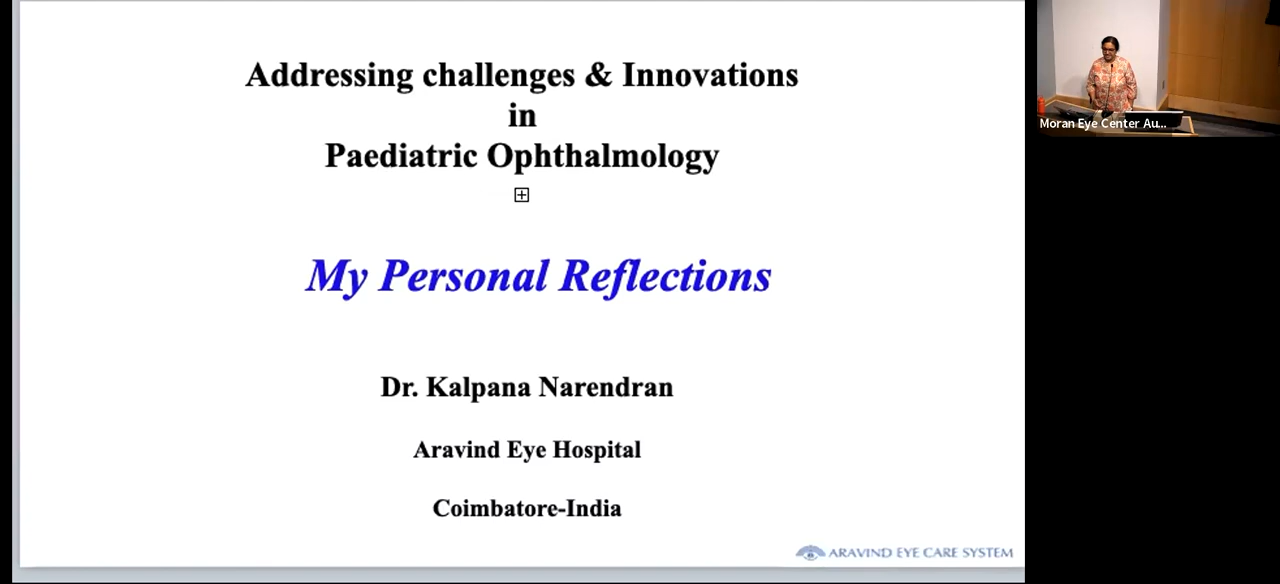 Addressing challenges & Innovations
in
Paediatric Ophthalmology
My Personal Reflections
Dr. Kalpana Narendran
Aravind Eye Hospital
Coimbatore-India
ARAVIND EYE CARE SYSTEM
Moran Eye Center Au...